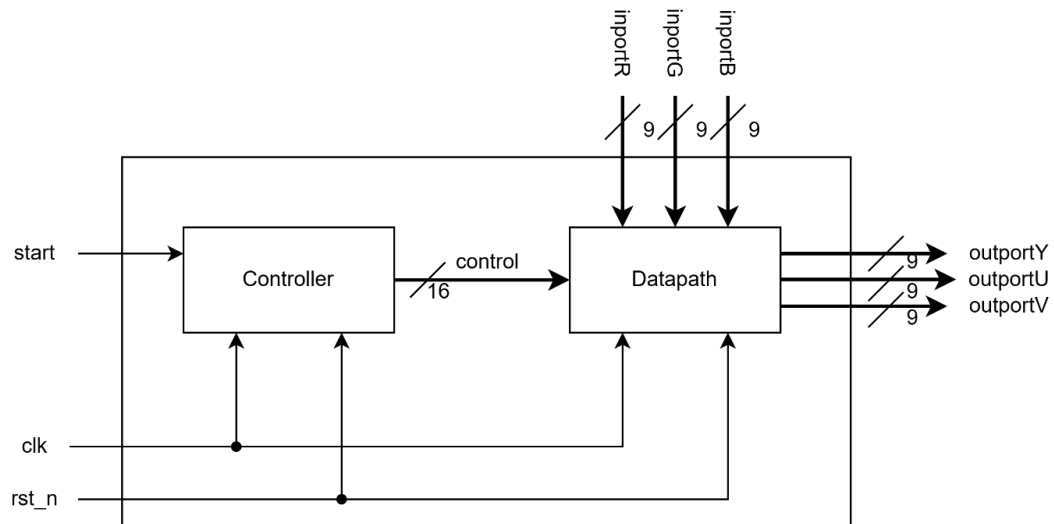 inportR
inportG
inportB
9
9
9
start
Controller
control
16
Datapath
9
outportY
9
outportU
9
outportV
clk
rst_n